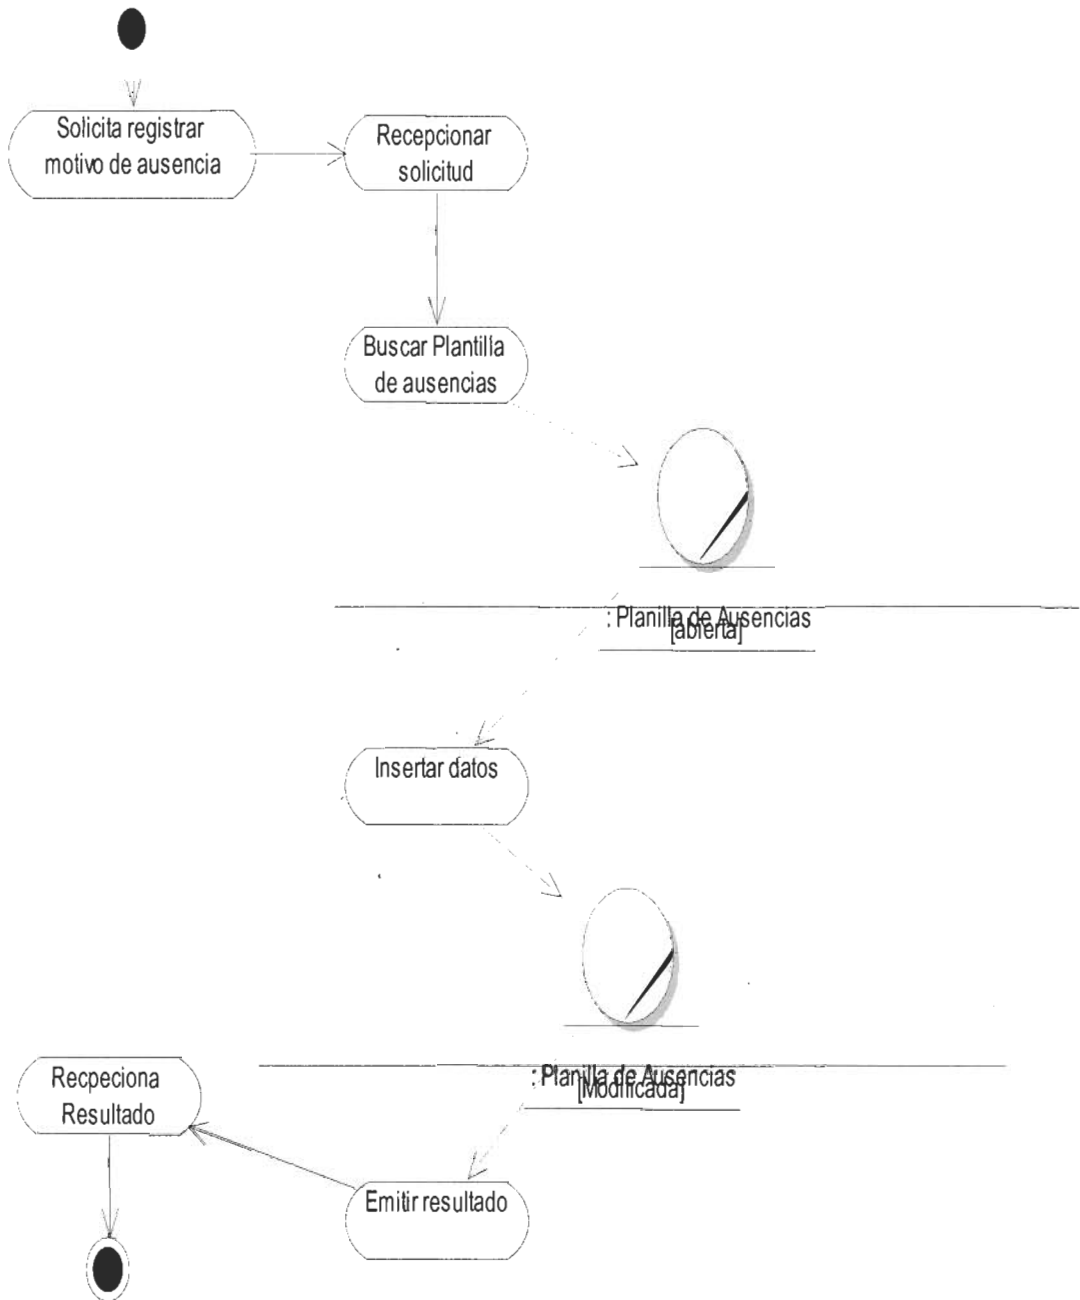 Solicita registrar
motivo de ausencia
Recepcionar
solicitud
Buscar Plantilla
de ausencias
: Planilla de Ausencias
[abierta]
Insertar datos
: Planilla de Ausencias
[Modificada]
Recpeciona
Resultado
Emitir resultado